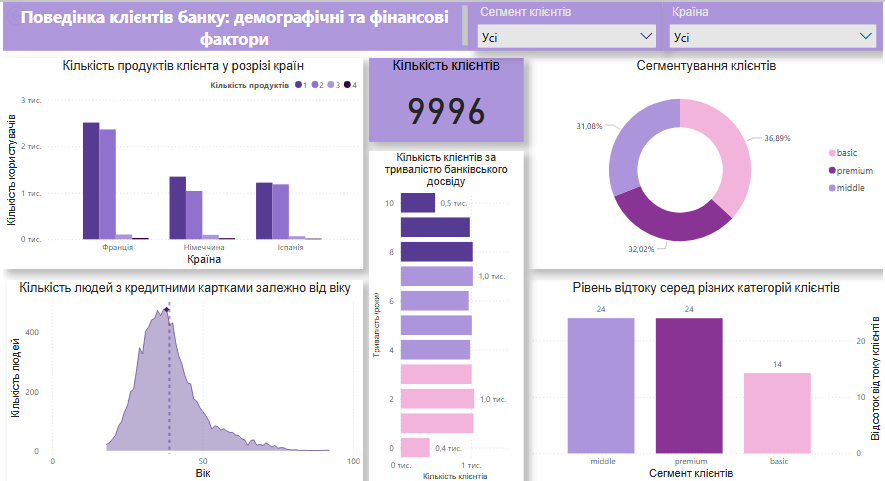 Поведінка клієнтів банку: демографічні та фінансові
фактори
Сегмент клієнтів
Усі
Країна
Усі
Кількість продуктів клієнта у розрізі країн
Кількість продуктів 1 2 3 4
3 тис.
2 тис.
1 тис.
0 тис.
Кількість користувачів
Франція Німеччина Іспанія
Країна
Кількість клієнтів
9996
Кількість клієнтів за
тривалістю банківського
досвіду
10
8
6
4
2
0
0,5 тис.
1,0 тис.
1,0 тис.
0,4 тис.
0 тис. 1 тис.
Тривалість (роки)
Кількість клієнтів
Сегментування клієнтів
31,08%
36,89%
32,02%
basic
premium
middle
Кількість людей з кредитними картками залежно від віку
400
200
0
Кількість людей
0 50 100
Вік
Рівень відтоку серед різних категорій клієнтів
24 24 14
20
10
0
Відсоток відтоку клієнтів
middle premium basic
Сегмент клієнтів